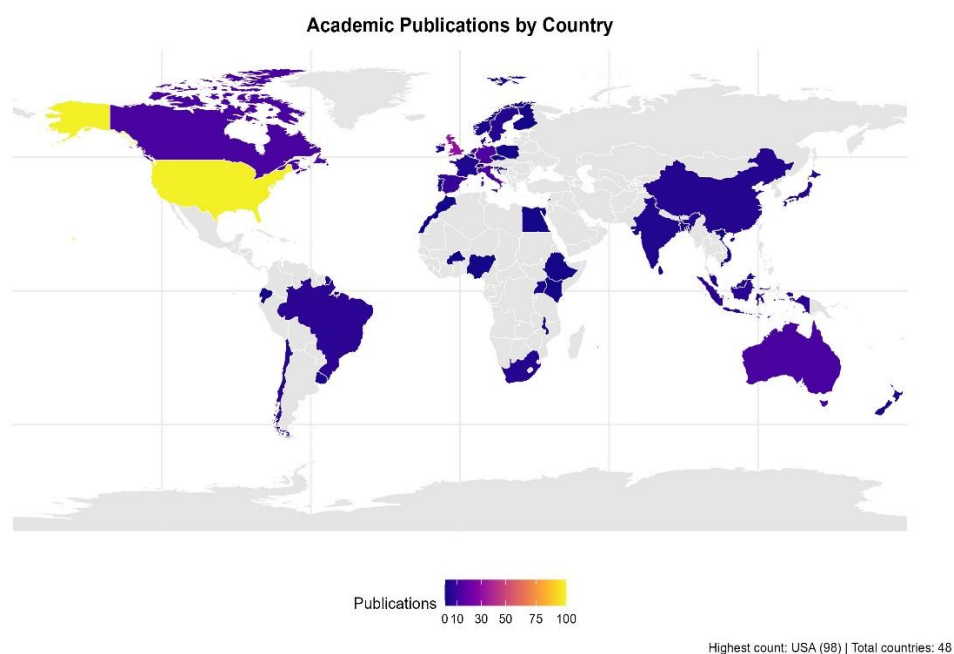 Academic Publications by Country
Publications
0 10 30 50 75 100
Highest count: USA (98) | Total countries: 48